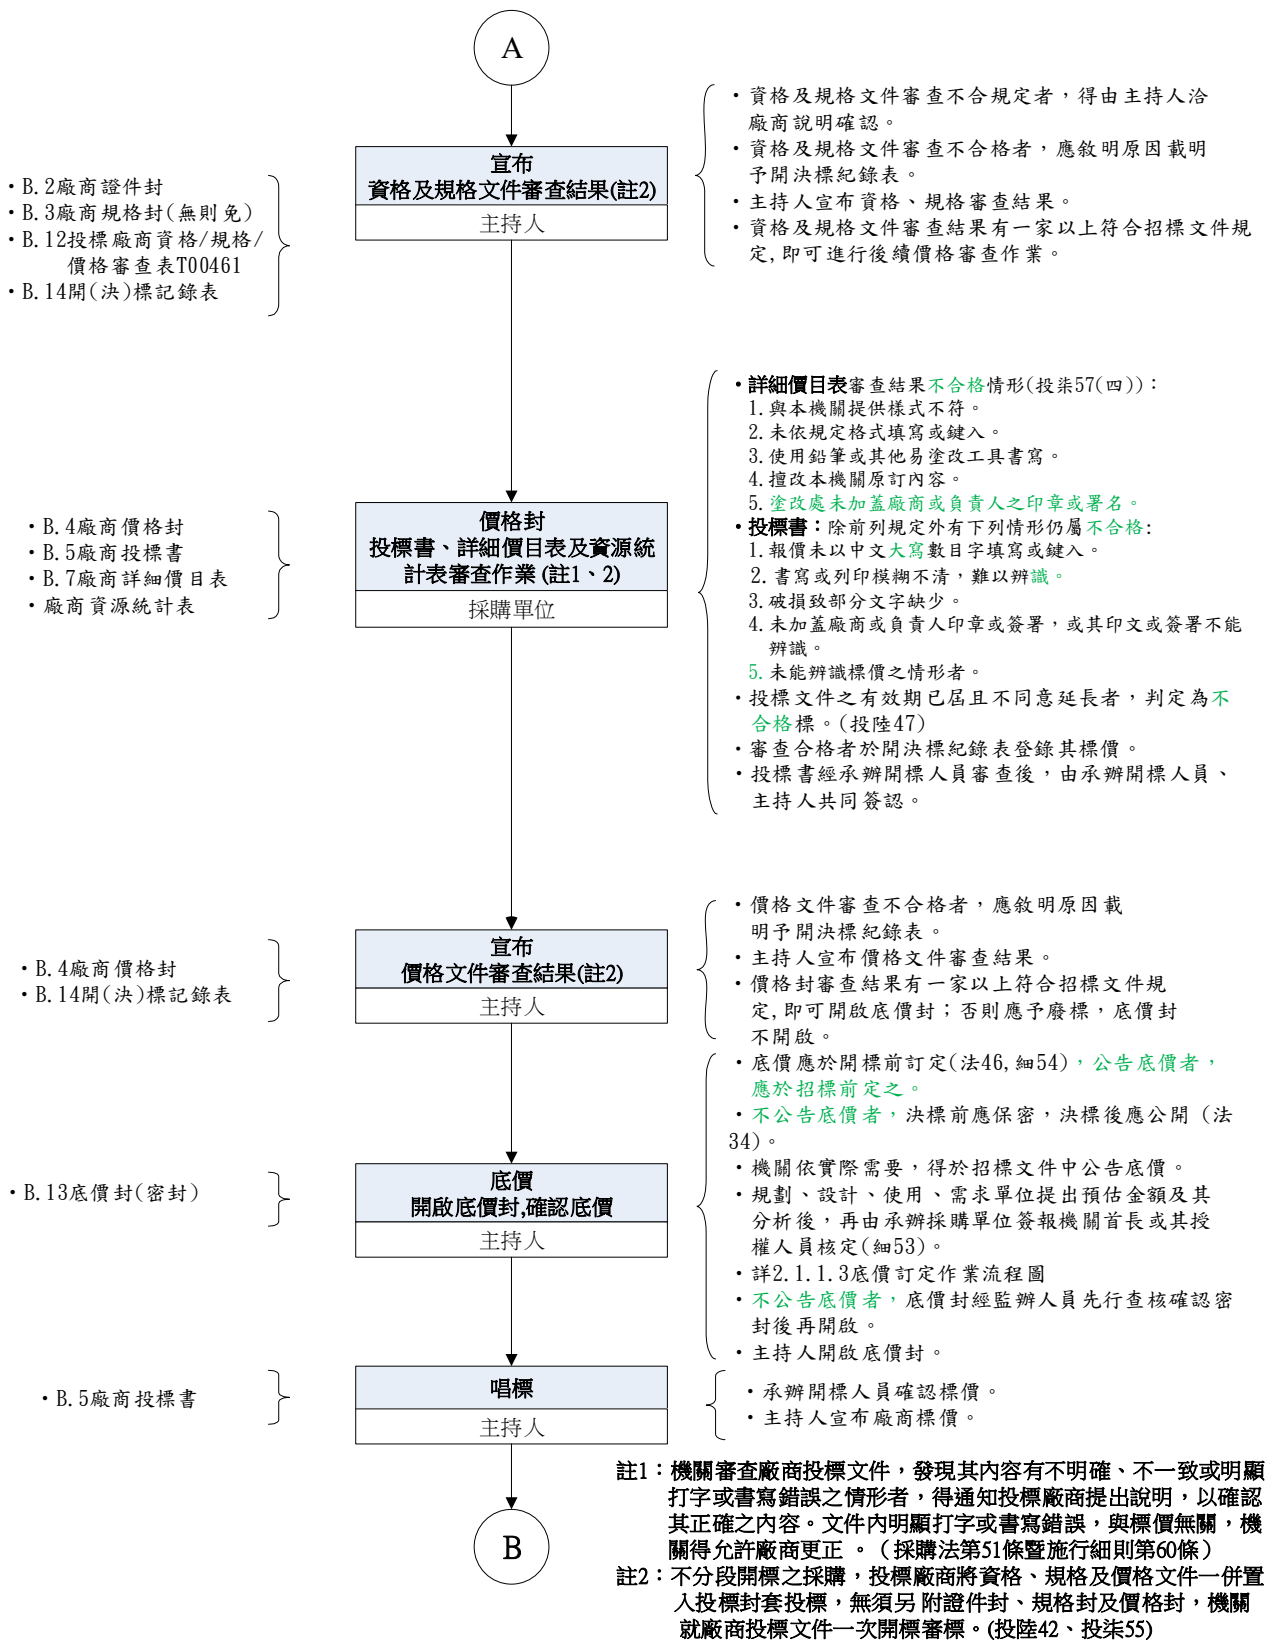 A
宣布
資格及規格文件審查結果(註2)
主持人
・B.2廠商證件封
・B.3廠商規格封(無則免)
・B.12投標廠商資格/規格/
價格審查表T00461
・B.14開(決)標記錄表
・資格及規格文件審查不合規定者，得由主持人洽
廠商說明確認。
・資格及規格文件審查不合格者，應敘明原因載明
予開決標紀錄表。
・主持人宣布資格、規格審查結果。
・資格及規格文件審查結果有一家以上符合招標文件規
定,即可進行後續價格審查作業。
價格封
投標書、詳細價目表及資源統
計表審查作業 (註1、2)
採購單位
・B.4廠商價格封
・B.5廠商投標書
・B.7廠商詳細價目表
・廠商資源統計表
・詳細價目表審查結果不合格情形(投柒57(四))：
1.與本機關提供樣式不符。
2.未依規定格式填寫或鍵入。
3.使用鉛筆或其他易塗改工具書寫。
4.擅改本機關原訂內容。
5.塗改處未加蓋廠商或負責人之印章或署名。
・投標書：除前列規定外有下列情形仍屬不合格:
1.報價未以中文大寫數目字填寫或鍵入。
2.書寫或列印模糊不清，難以辨識。
3.破損致部分文字缺少。
4.未加蓋廠商或負責人印章或簽署，或其印文或簽署不能
辨識。
5.未能辨識標價之情形者。
・投標文件之有效期已屆且不同意延長者，判定為不
合格標。(投陸47)
・審查合格者於開決標紀錄表登錄其標價。
・投標書經承辦開標人員審查後，由承辦開標人員、
主持人共同簽認。
宣布
價格文件審查結果(註2)
主持人
・B.4廠商價格封
・B.14開(決)標記錄表
・價格文件審查不合格者，應敘明原因載
明予開決標紀錄表。
・主持人宣布價格文件審查結果。
・價格封審查結果有一家以上符合招標文件規
定,即可開啟底價封；否則應予廢標，底價封
不開啟。
底價
開啟底價封,確認底價
主持人
・B.13底價封(密封)
・底價應於開標前訂定(法46,細54)，公告底價者，
應於招標前定之。
・不公告底價者，決標前應保密，決標後應公開 (法
34)。
・機關依實際需要，得於招標文件中公告底價。
・規劃、設計、使用、需求單位提出預估金額及其
分析後，再由承辦採購單位簽報機關首長或其授
權人員核定(細53)。
・詳2.1.1.3底價訂定作業流程圖
・不公告底價者，底價封經監辦人員先行查核確認密
封後再開啟。
・主持人開啟底價封。
唱標
主持人
・B.5廠商投標書
・承辦開標人員確認標價。
・主持人宣布廠商標價。
B
註1：機關審查廠商投標文件，發現其內容有不明確、不一致或明顯
打字或書寫錯誤之情形者，得通知投標廠商提出說明，以確認
其正確之內容。文件內明顯打字或書寫錯誤，與標價無關，機
關得允許廠商更正 。（採購法第51條暨施行細則第60條）
註2：不分段開標之採購，投標廠商將資格、規格及價格文件一併置
入投標封套投標，無須另附證件封、規格封及價格封，機關
就廠商投標文件一次開標審標。(投陸42、投柒55)